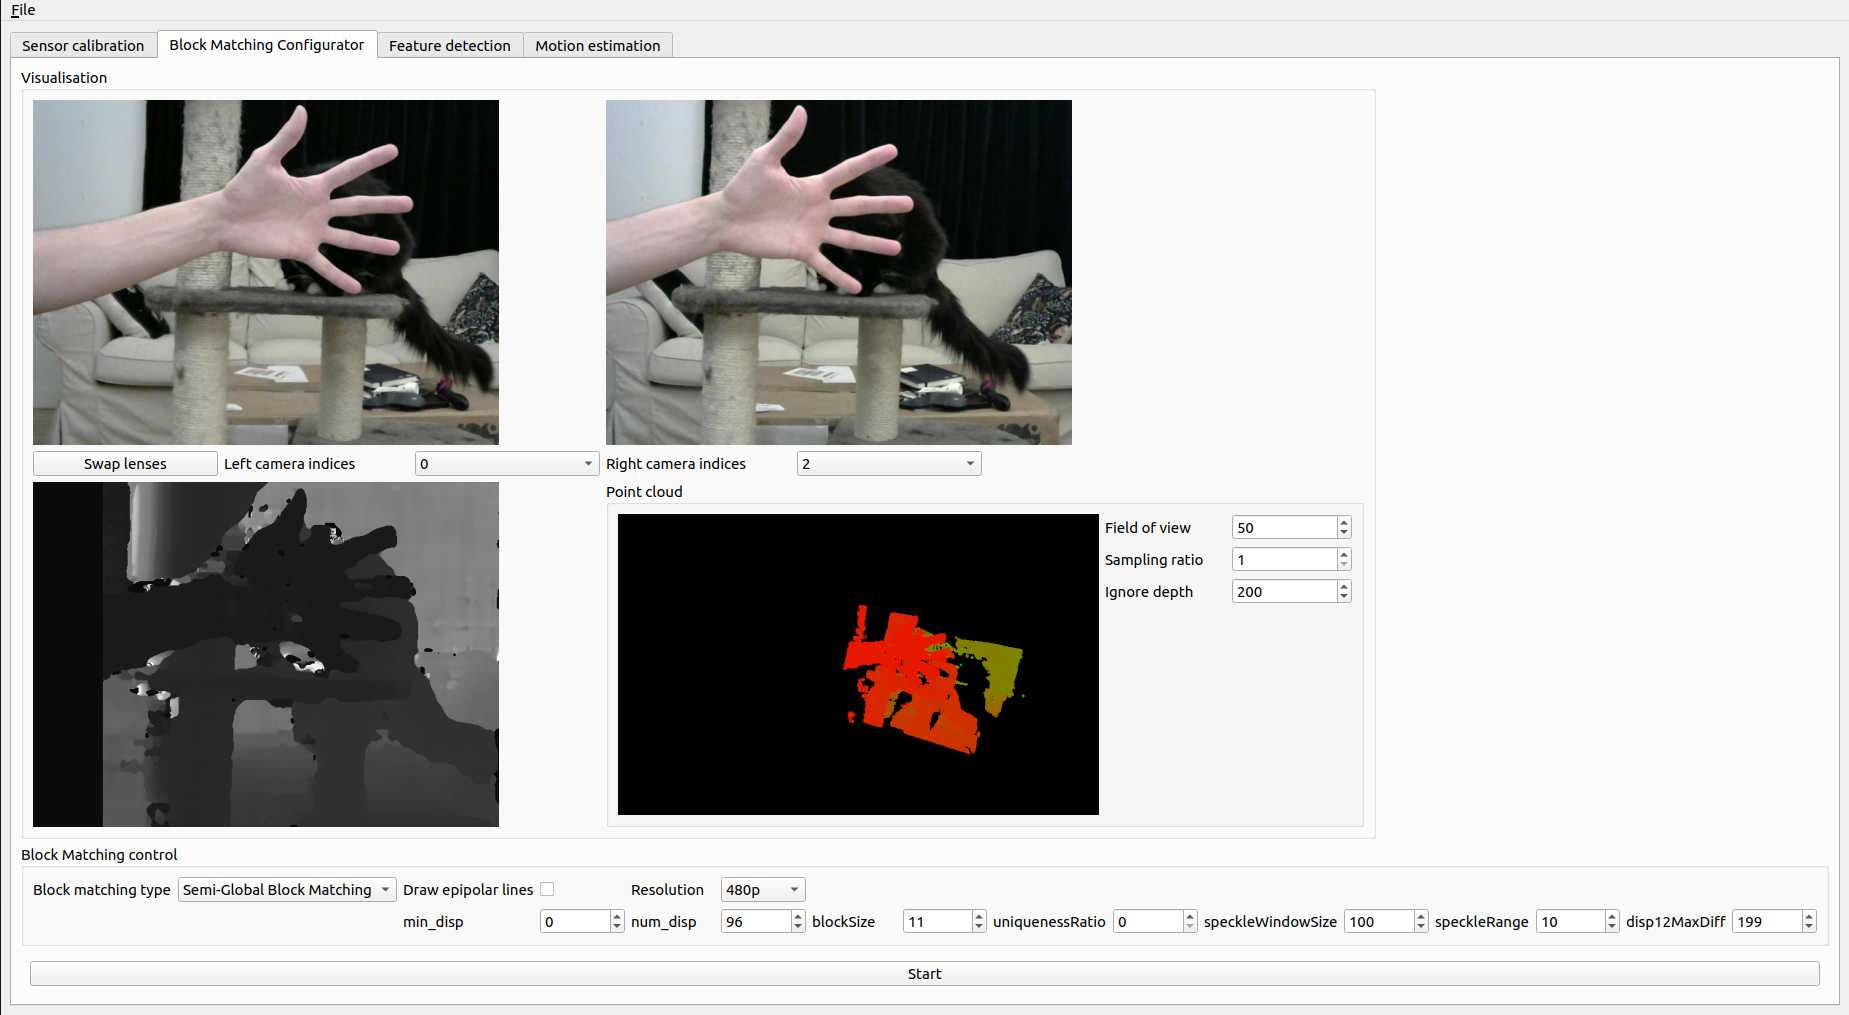 File
Sensor calibration Block Matching Configurator Feature detection Motion estimation
Visualisation
Swap lenses Left camera indices 0 Right camera indices 2
Point cloud
Field of view 50
Sampling ratio 1
Ignore depth 200
Block Matching control
Block matching type Semi-Global Block Matching Draw epipolar lines Resolution 480p
min_disp 0 num_disp 96 blockSize 11 uniquenessRatio 0 speckleWindowSize 100 speckleRange 10 disp12MaxDiff 199
Start